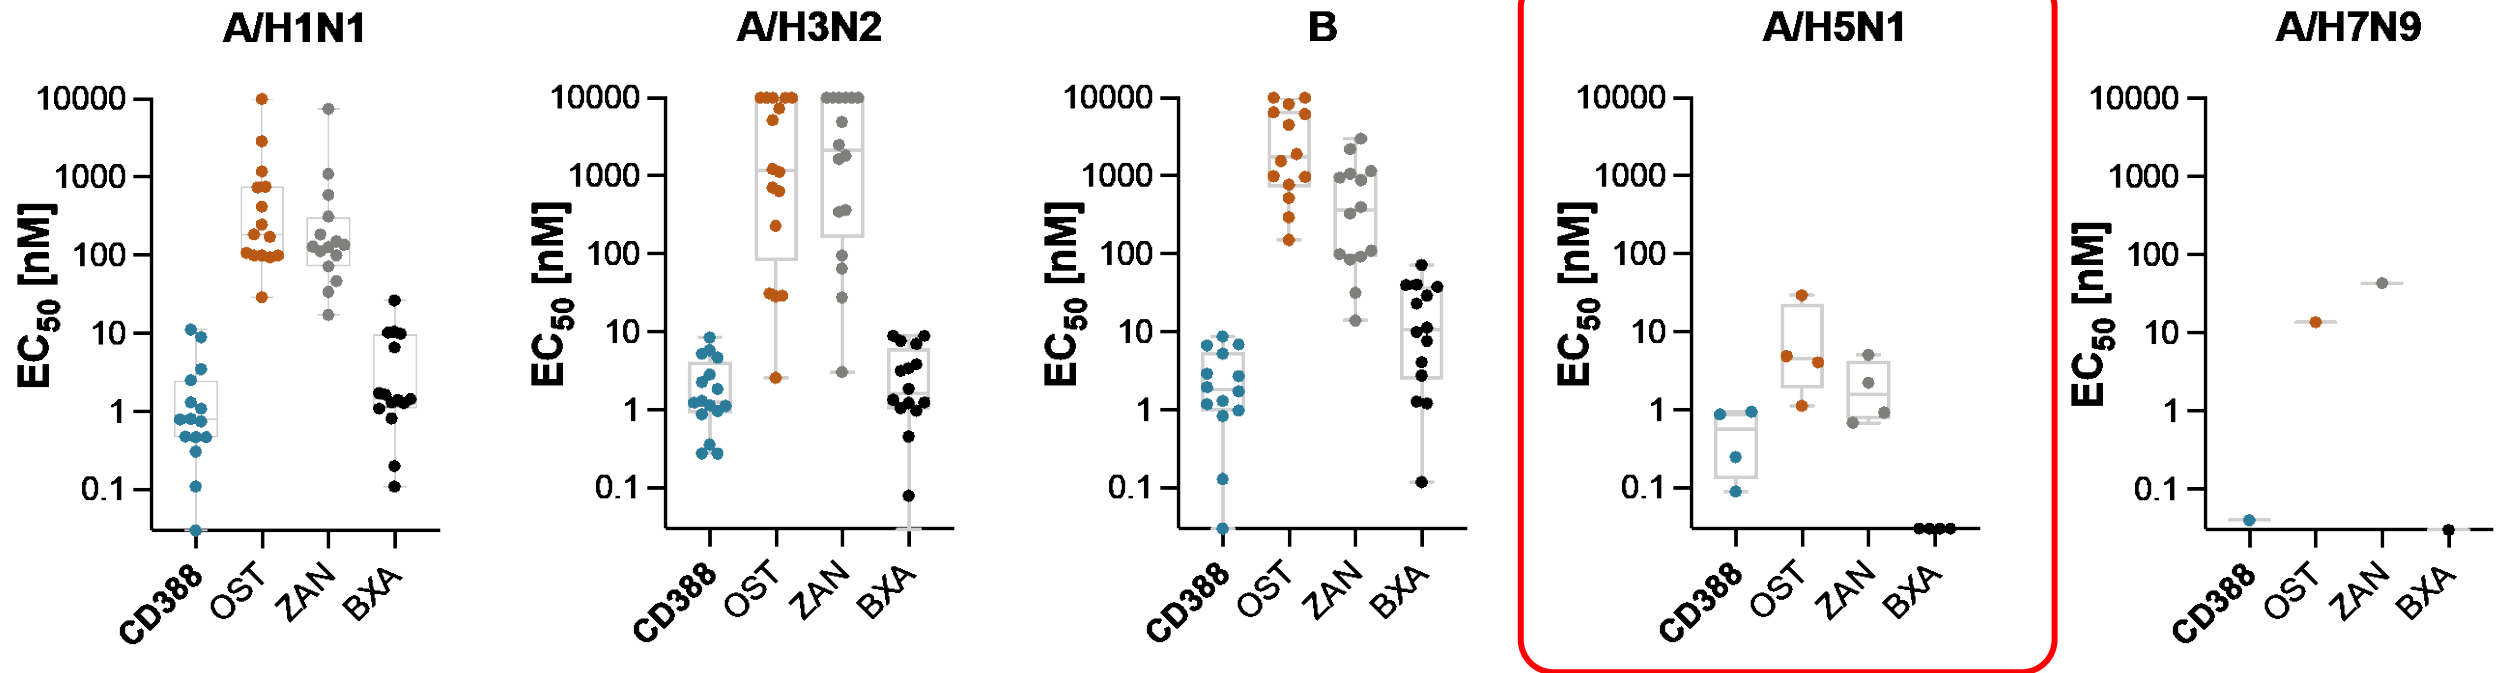 A/H1N1
EC50 [nM]
10000
1000
100
10
1
0.1
CD388
OST
ZAN
BXA
A/H3N2
EC50 [nM]
10000
1000
100
10
1
0.1
CD388
OST
ZAN
BXA
B
EC50 [nM]
10000
1000
100
10
1
0.1
CD388
OST
ZAN
BXA
A/H5N1
EC50 [nM]
10000
1000
100
10
1
0.1
CD388
OST
ZAN
BXA
A/H7N9
EC50 [nM]
10000
1000
100
10
1
0.1
CD388
OST
ZAN
BXA